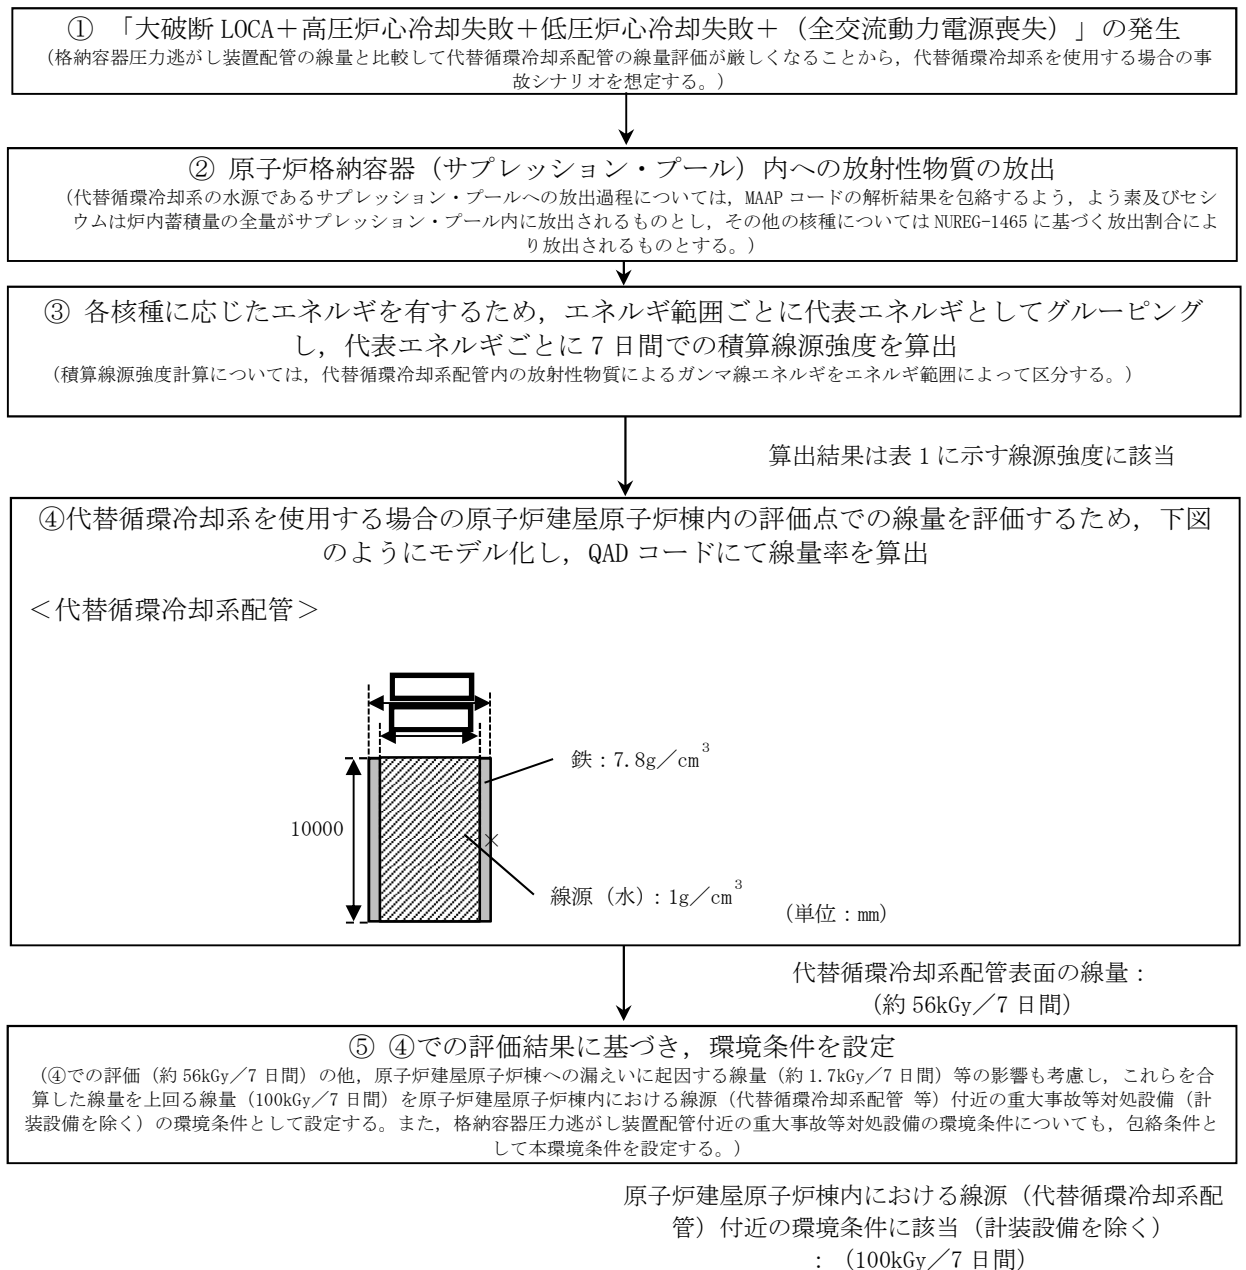 ① 「大破断 LOCA＋高圧炉心冷却失敗＋低圧炉心冷却失敗＋（全交流動力電源喪失）」の発生
（格納容器圧力逃がし装置配管の線量と比較して代替循環冷却系配管の線量評価が厳しくなることから，代替循環冷却系を使用する場合の事
故シナリオを想定する。）
② 原子炉格納容器（サプレッション・プール）内への放射性物質の放出
（代替循環冷却系の水源であるサプレッション・プールへの放出過程については，MAAP コードの解析結果を包絡するよう，よう素及びセシ
ウムは炉内蓄積量の全量がサプレッション・プール内に放出されるものとし，その他の核種については NUREG-1465 に基づく放出割合によ
り放出されるものとする。）
③ 各核種に応じたエネルギを有するため，エネルギ範囲ごとに代表エネルギとしてグルーピング
し，代表エネルギごとに 7 日間での積算線源強度を算出
（積算線源強度計算については，代替循環冷却系配管内の放射性物質によるガンマ線エネルギをエネルギ範囲によって区分する。）
算出結果は表 1 に示す線源強度に該当
④代替循環冷却系を使用する場合の原子炉建屋原子炉棟内の評価点での線量を評価するため，下図
のようにモデル化し，QAD コードにて線量率を算出
＜代替循環冷却系配管＞
鉄：7.8g／cm³
10000
×
線源（水）：1g／cm³
（単位：mm）
代替循環冷却系配管表面の線量：
（約 56kGy／7 日間）
⑤ ④での評価結果に基づき，環境条件を設定
（④での評価（約 56kGy／7 日間）の他，原子炉建屋原子炉棟への漏えいに起因する線量（約 1.7kGy／7 日間）等の影響も考慮し，これらを合
算した線量を上回る線量（100kGy／7 日間）を原子炉建屋原子炉棟内における線源（代替循環冷却系配管 等）付近の重大事故等対処設備（計
装設備を除く）の環境条件として設定する。また，格納容器圧力逃がし装置配管付近の重大事故等対処設備の環境条件についても，包絡条件と
して本環境条件を設定する。）
原子炉建屋原子炉棟内における線源（代替循環冷却系配
管）付近の環境条件に該当（計装設備を除く）
：（100kGy／7 日間）